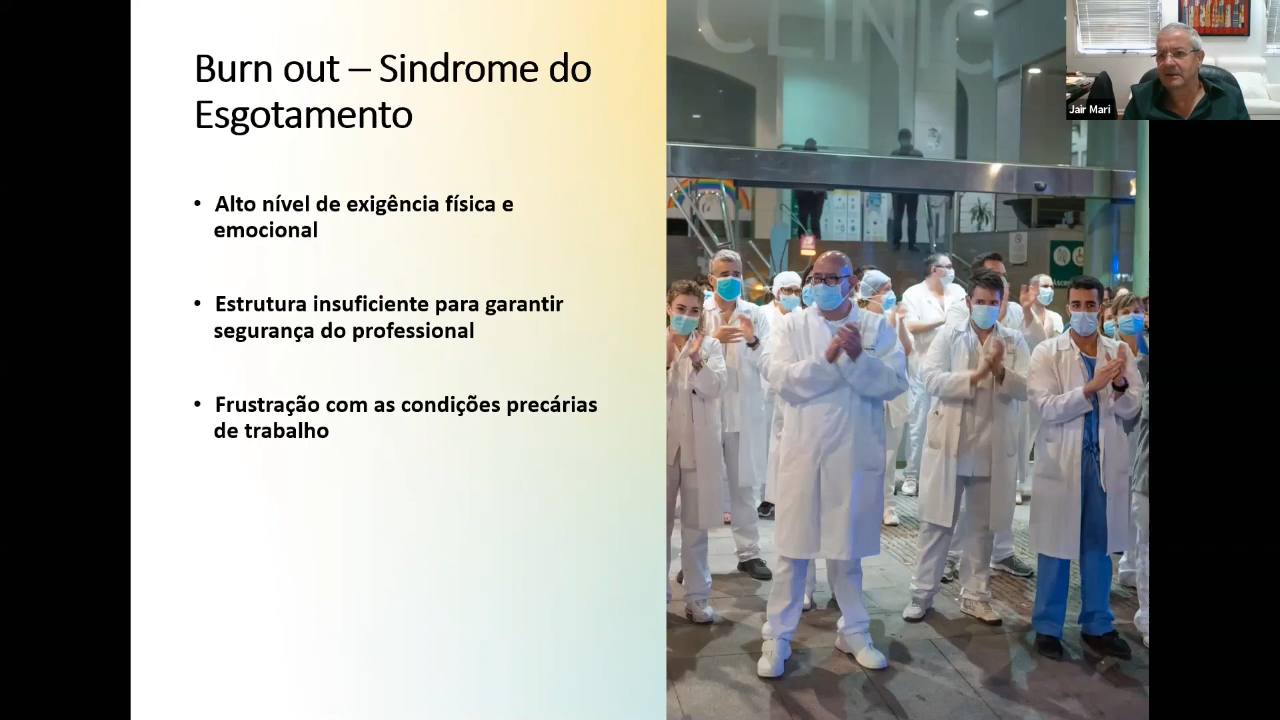 Burn out – Sindrome do
Esgotamento
• Alto nível de exigência física e
emocional
• Estrutura insuficiente para garantir
segurança do professional
• Frustração com as condições precárias
de trabalho
CLÍNIC
Jair Mari